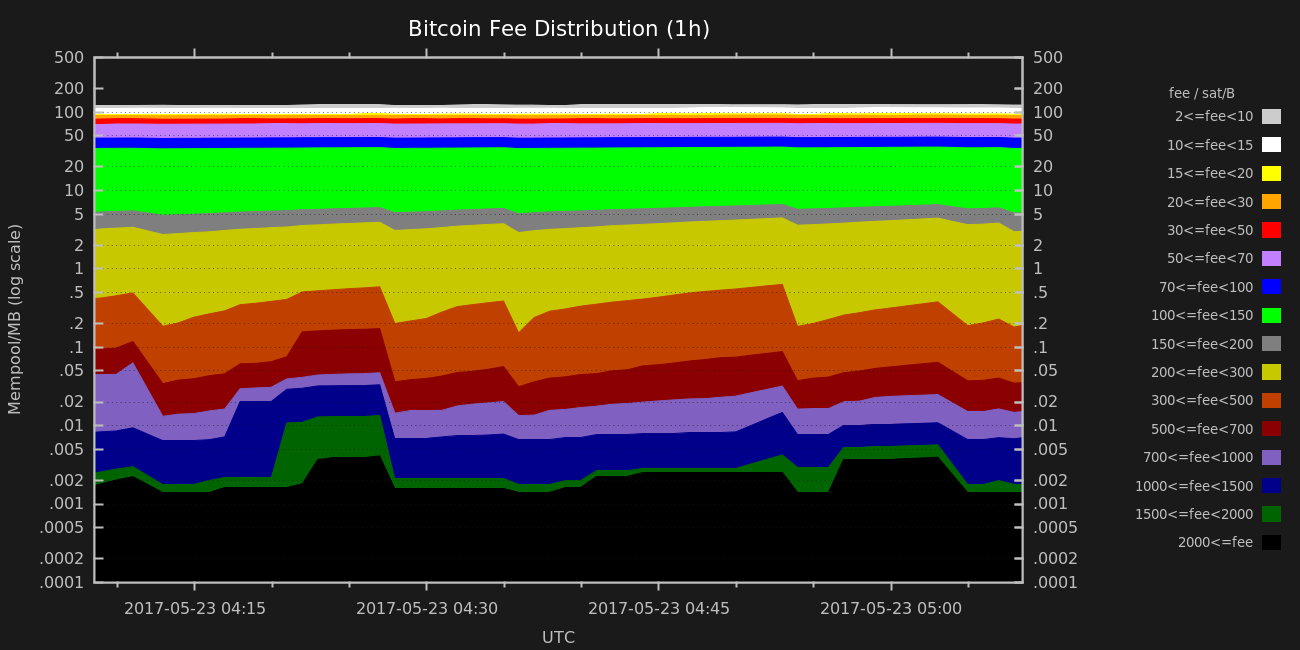 Bitcoin Fee Distribution (1h)
500 500
200 200
100 100
50 50
20 20
10 10
5 5
2 2
1 1
.5 .5
.2 .2
.1 .1
.05 .05
.02 .02
.01 .01
.005 .005
.002 .002
.001 .001
.0005 .0005
.0002 .0002
.0001 .0001
Mempool/MB (log scale)
2017-05-23 04:15 2017-05-23 04:30 2017-05-23 04:45 2017-05-23 05:00
UTC
fee / sat/B
2<=fee<10
10<=fee<15
15<=fee<20
20<=fee<30
30<=fee<50
50<=fee<70
70<=fee<100
100<=fee<150
150<=fee<200
200<=fee<300
300<=fee<500
500<=fee<700
700<=fee<1000
1000<=fee<1500
1500<=fee<2000
2000<=fee